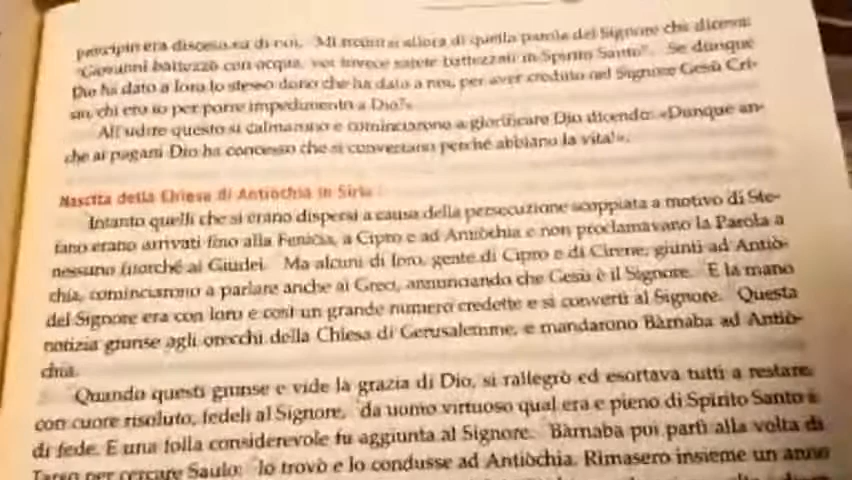 principio era disceso su di noi. Mi ricordai allora di quella parola del Signore che diceva:
"Giovanni battezzò con acqua, voi invece sarete battezzati in Spirito Santo". Se dunque
Dio ha dato a loro lo stesso dono che ha dato a noi, per aver creduto nel Signore Gesù Cri-
sto, chi ero io per porre impedimento a Dio?».
All'udire questo si calmarono e cominciarono a glorificare Dio dicendo: «Dunque an-
che ai pagani Dio ha concesso che si convertano perché abbiano la vita!».
Nascita della Chiesa di Antiòchia in Siria
Intanto quelli che si erano dispersi a causa della persecuzione scoppiata a motivo di Ste-
fano erano arrivati fino alla Fenicia, a Cipro e ad Antiòchia e non proclamavano la Parola a
nessuno fuorché ai Giudei. Ma alcuni di loro, gente di Cipro e di Cirene, giunti ad Antiò-
chia, cominciarono a parlare anche ai Greci, annunciando che Gesù è il Signore. E la mano
del Signore era con loro e così un grande numero credette e si convertì al Signore. Questa
notizia giunse agli orecchi della Chiesa di Gerusalemme, e mandarono Bàrnaba ad Antiò-
chia.
Quando questi giunse e vide la grazia di Dio, si rallegrò ed esortava tutti a restare,
con cuore risoluto, fedeli al Signore, da uomo virtuoso qual era e pieno di Spirito Santo e
di fede. E una folla considerevole fu aggiunta al Signore. Bàrnaba poi partì alla volta di
Tarso per cercare Saulo: lo trovò e lo condusse ad Antiòchia. Rimasero insieme un anno